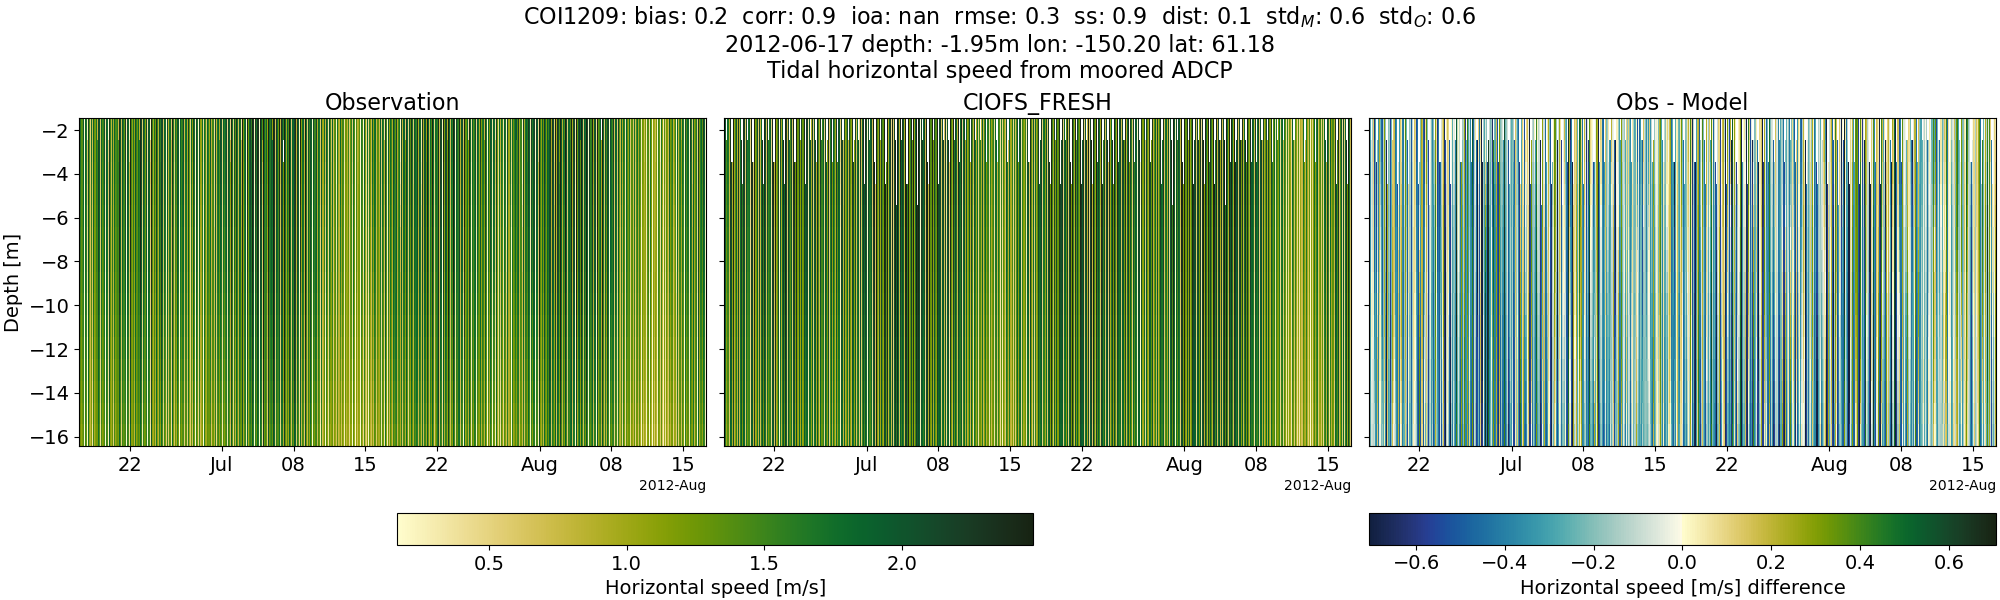 COI1209: bias: 0.2 corr: 0.9 ioa: nan rmse: 0.3 ss: 0.9 dist: 0.1 std_M: 0.6 std_O: 0.6
2012-06-17 depth: -1.95m lon: -150.20 lat: 61.18
Tidal horizontal speed from moored ADCP
Observation
CIOFS_FRESH
Obs - Model
Depth [m]
−2
−4
−6
−8
−10
−12
−14
−16
22 Jul 08 15 22 Aug 08 15
2012-Aug
22 Jul 08 15 22 Aug 08 15
2012-Aug
22 Jul 08 15 22 Aug 08 15
2012-Aug
0.5 1.0 1.5 2.0
Horizontal speed [m/s]
−0.6 −0.4 −0.2 0.0 0.2 0.4 0.6
Horizontal speed [m/s] difference